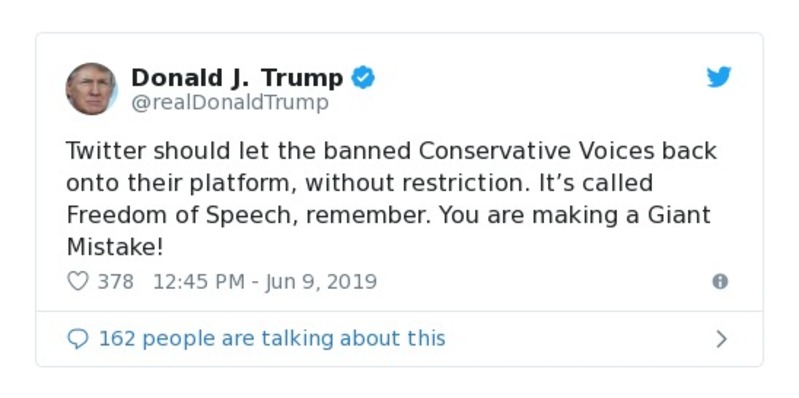 Donald J. Trump
@realDonaldTrump
Twitter should let the banned Conservative Voices back
onto their platform, without restriction. It’s called
Freedom of Speech, remember. You are making a Giant
Mistake!
378 12:45 PM - Jun 9, 2019
162 people are talking about this